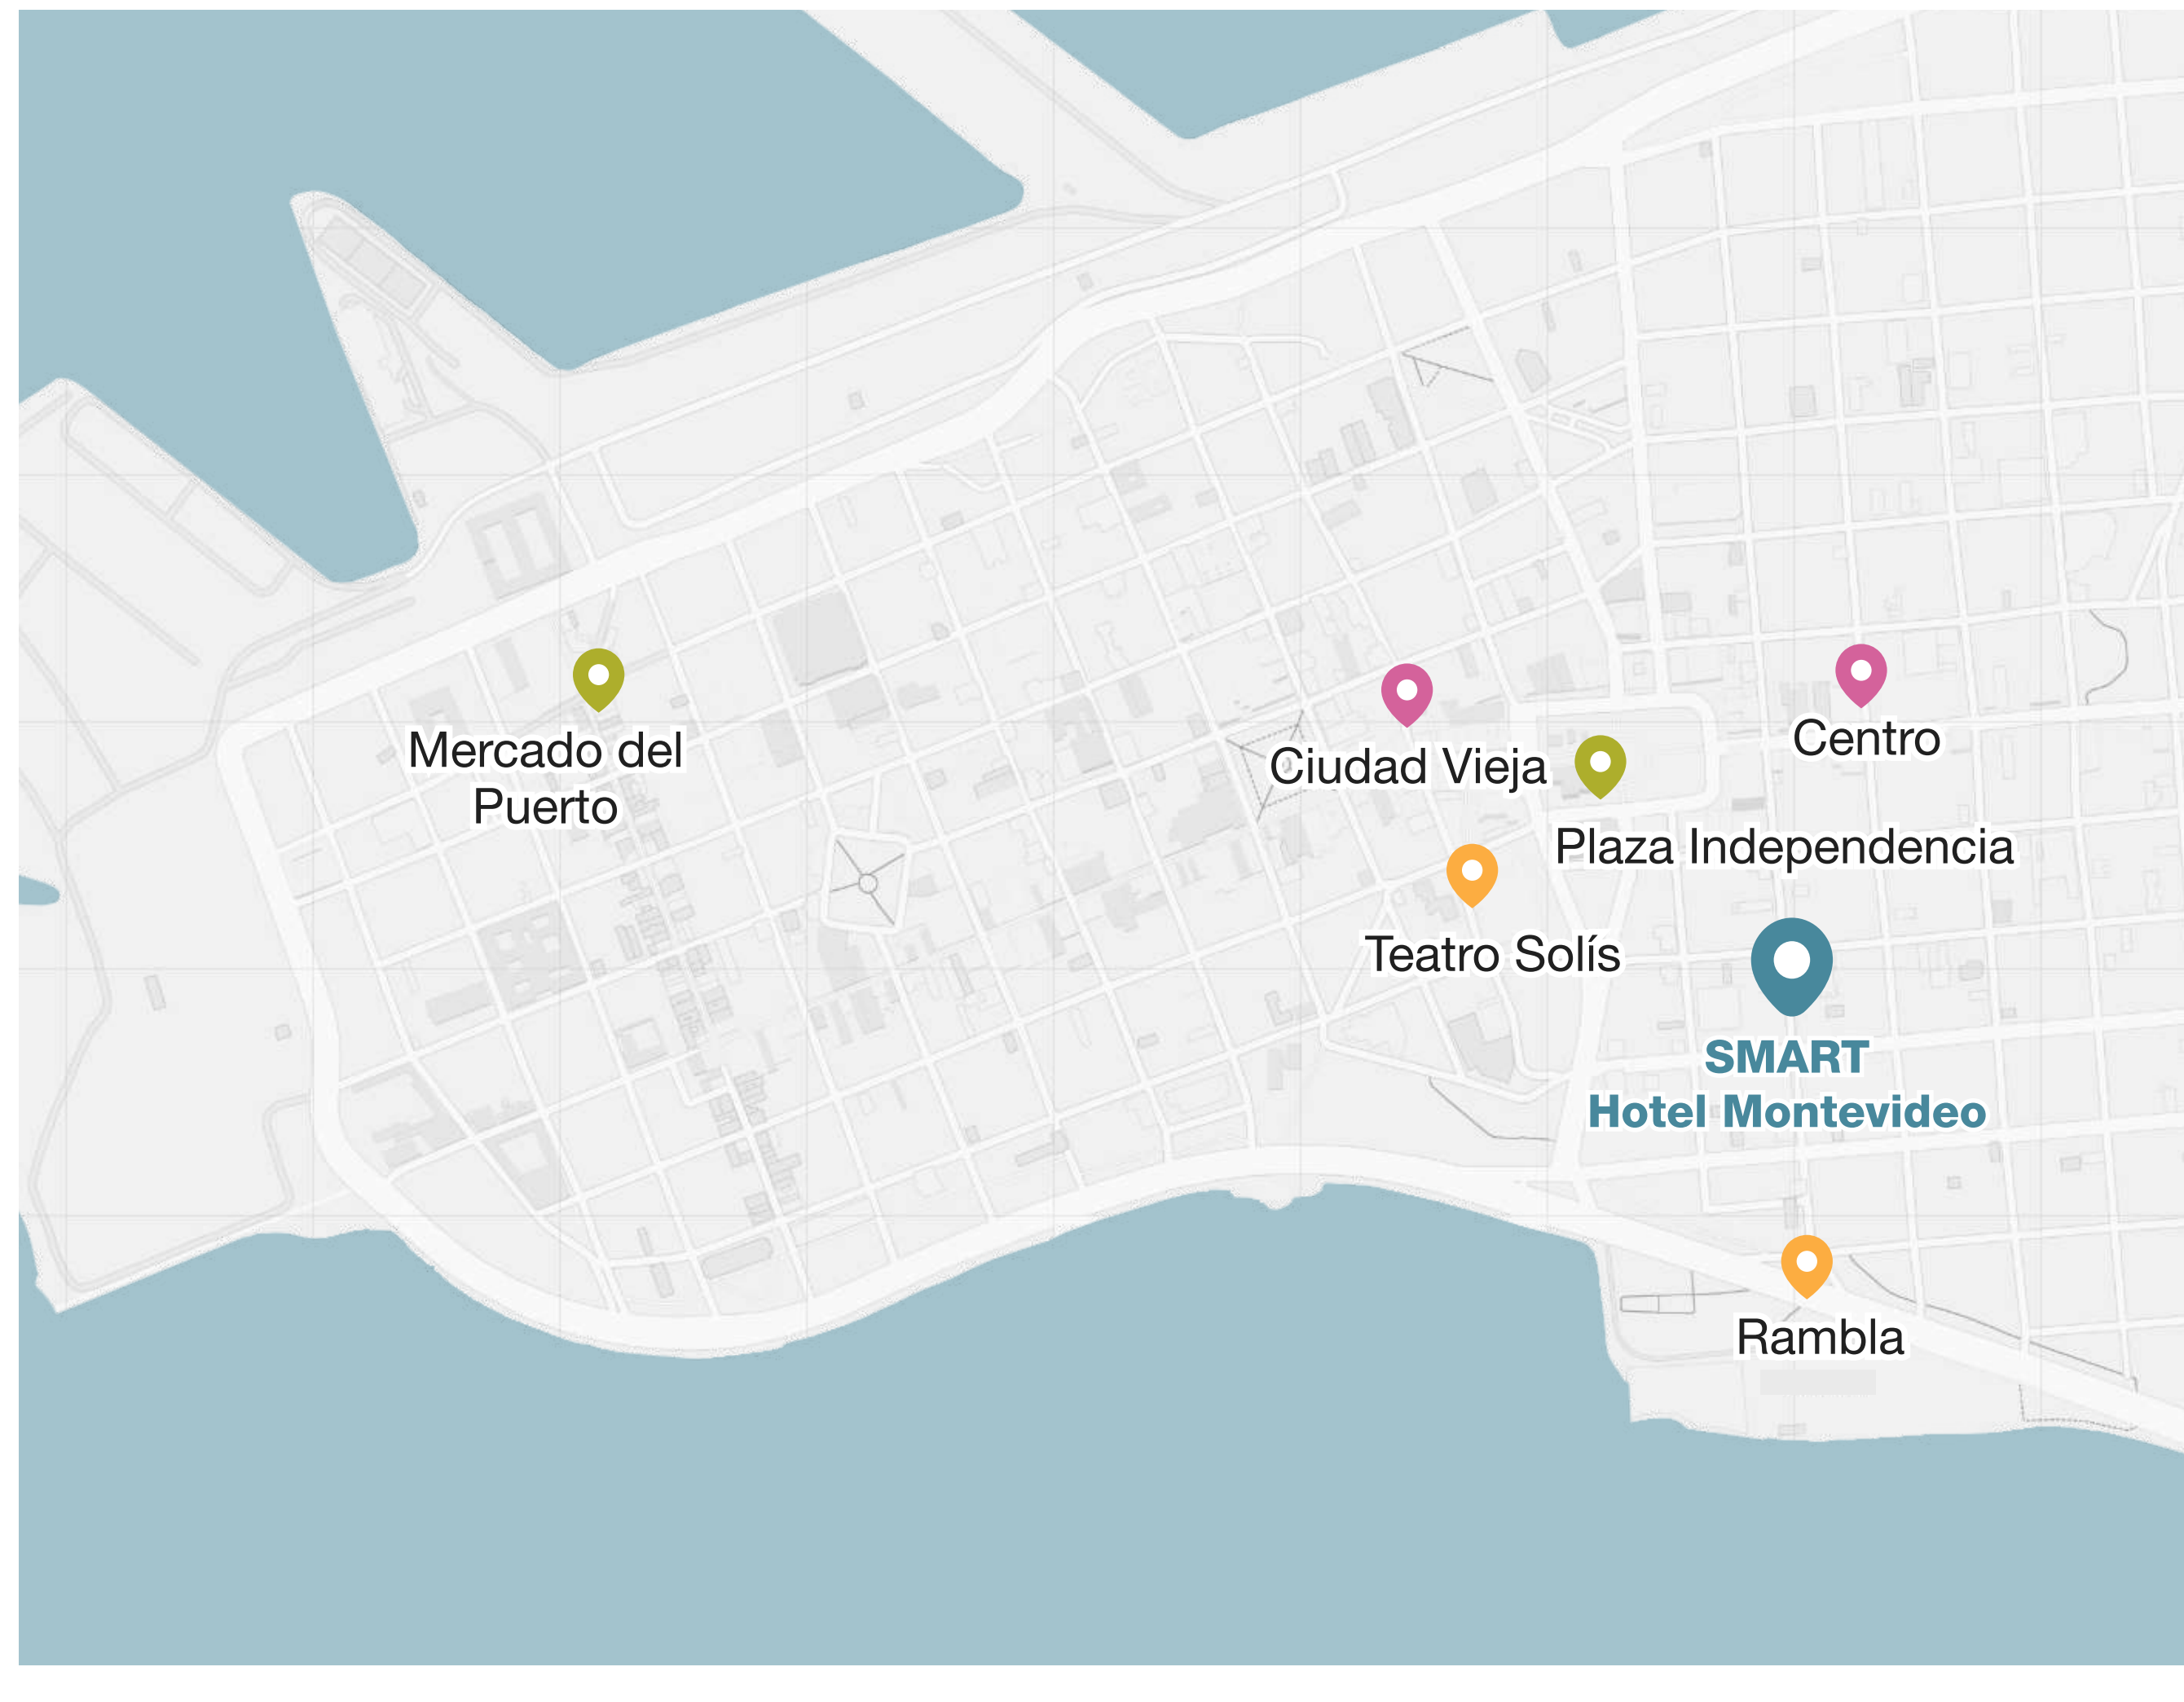 Mercado del
Puerto
Ciudad Vieja
Centro
Plaza Independencia
Teatro Solís
SMART
Hotel Montevideo
Rambla